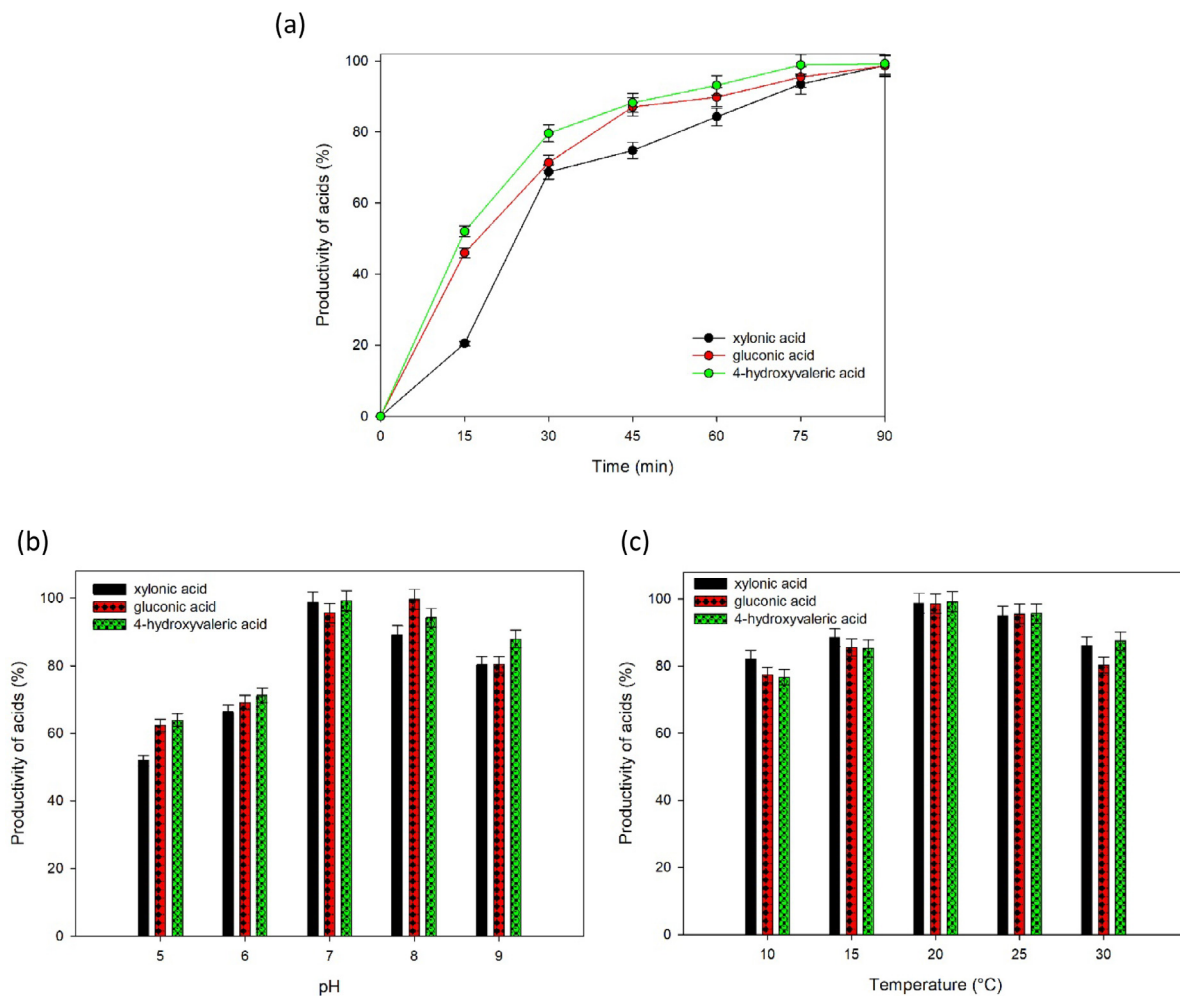 (a)
Productivity of acids (%)
100
80
60
40
20
0
xylonic acid
gluconic acid
4-hydroxyvaleric acid
0 15 30 45 60 75 90
Time (min)
(b)
Productivity of acids (%)
100
80
60
40
20
0
xylonic acid
gluconic acid
4-hydroxyvaleric acid
5 6 7 8 9
pH
(c)
Productivity of acids (%)
100
80
60
40
20
0
xylonic acid
gluconic acid
4-hydroxyvaleric acid
10 15 20 25 30
Temperature (°C)